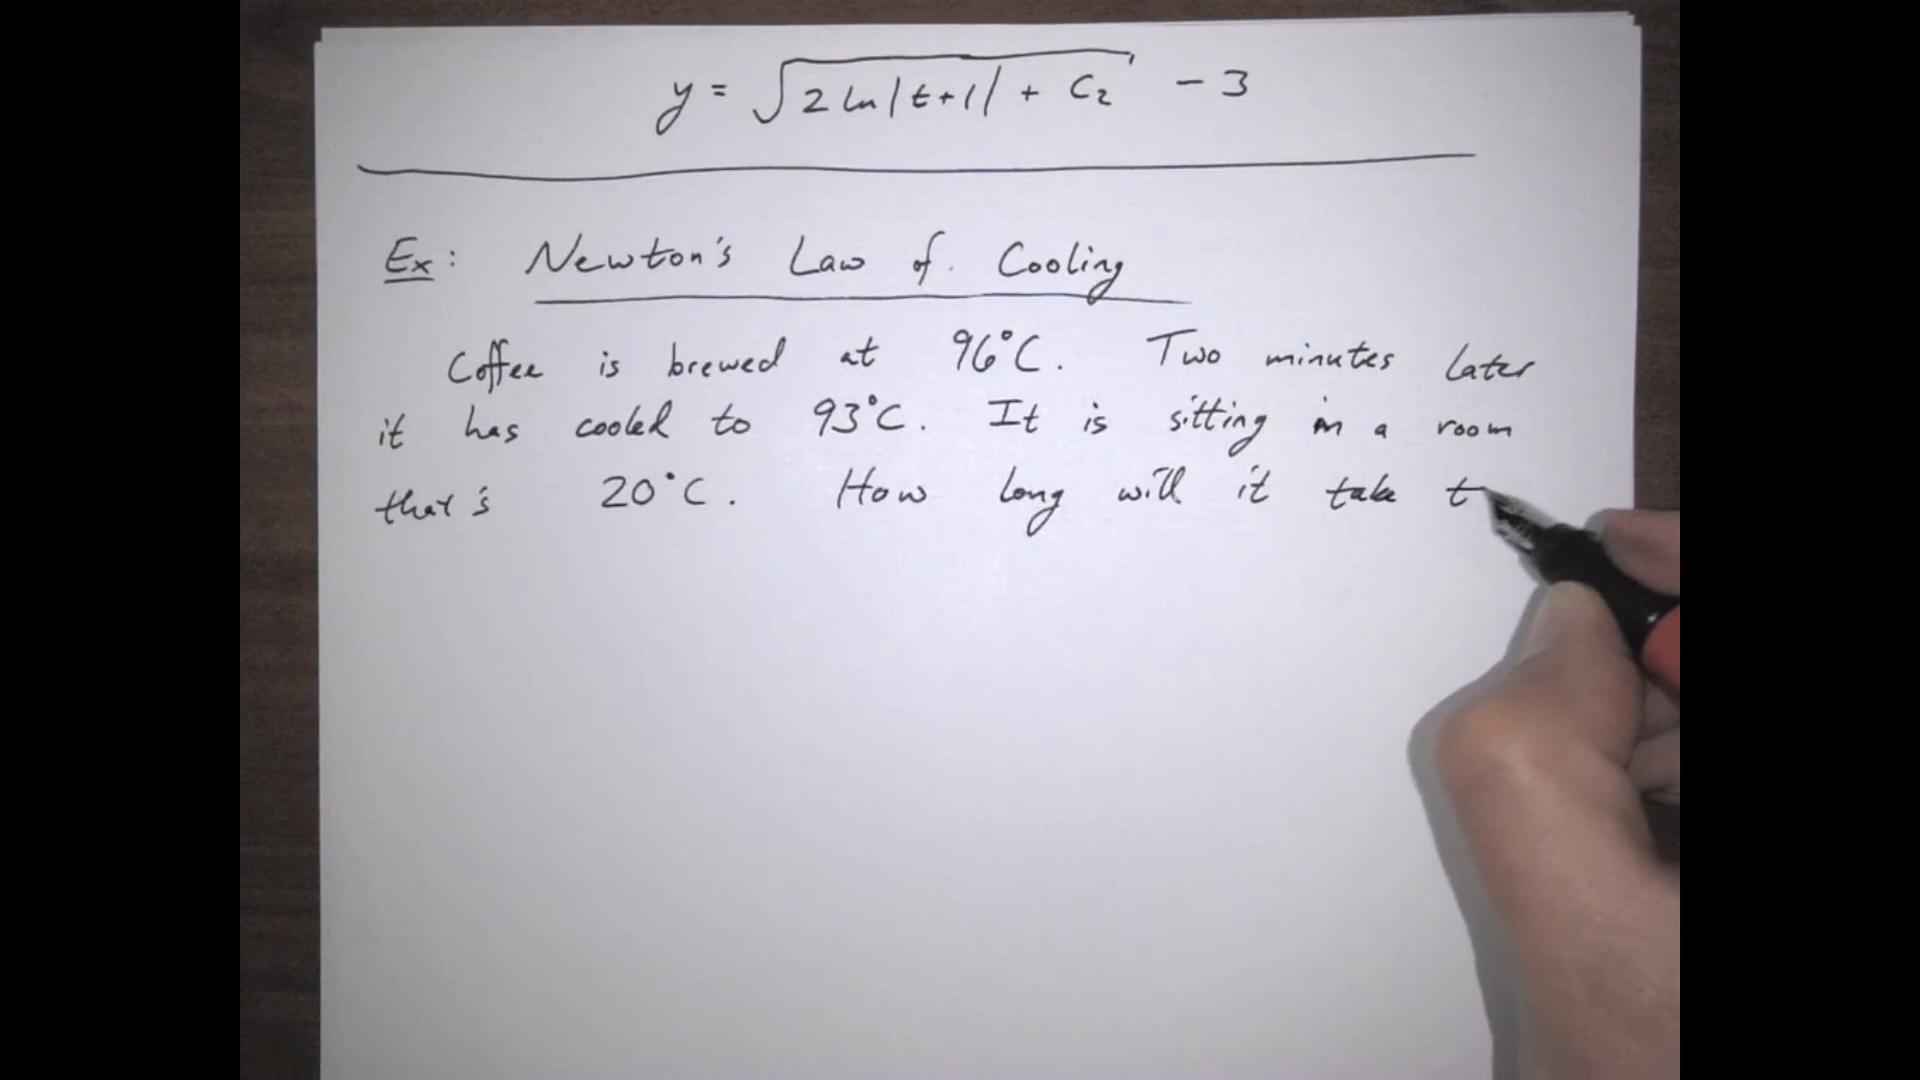 y = √(2 ln|t+1| + C₂) - 3
Ex: Newton's Law of Cooling
Coffee is brewed at 96°C. Two minutes later
it has cooled to 93°C. It is sitting in a room
that's 20°C. How long will it take t